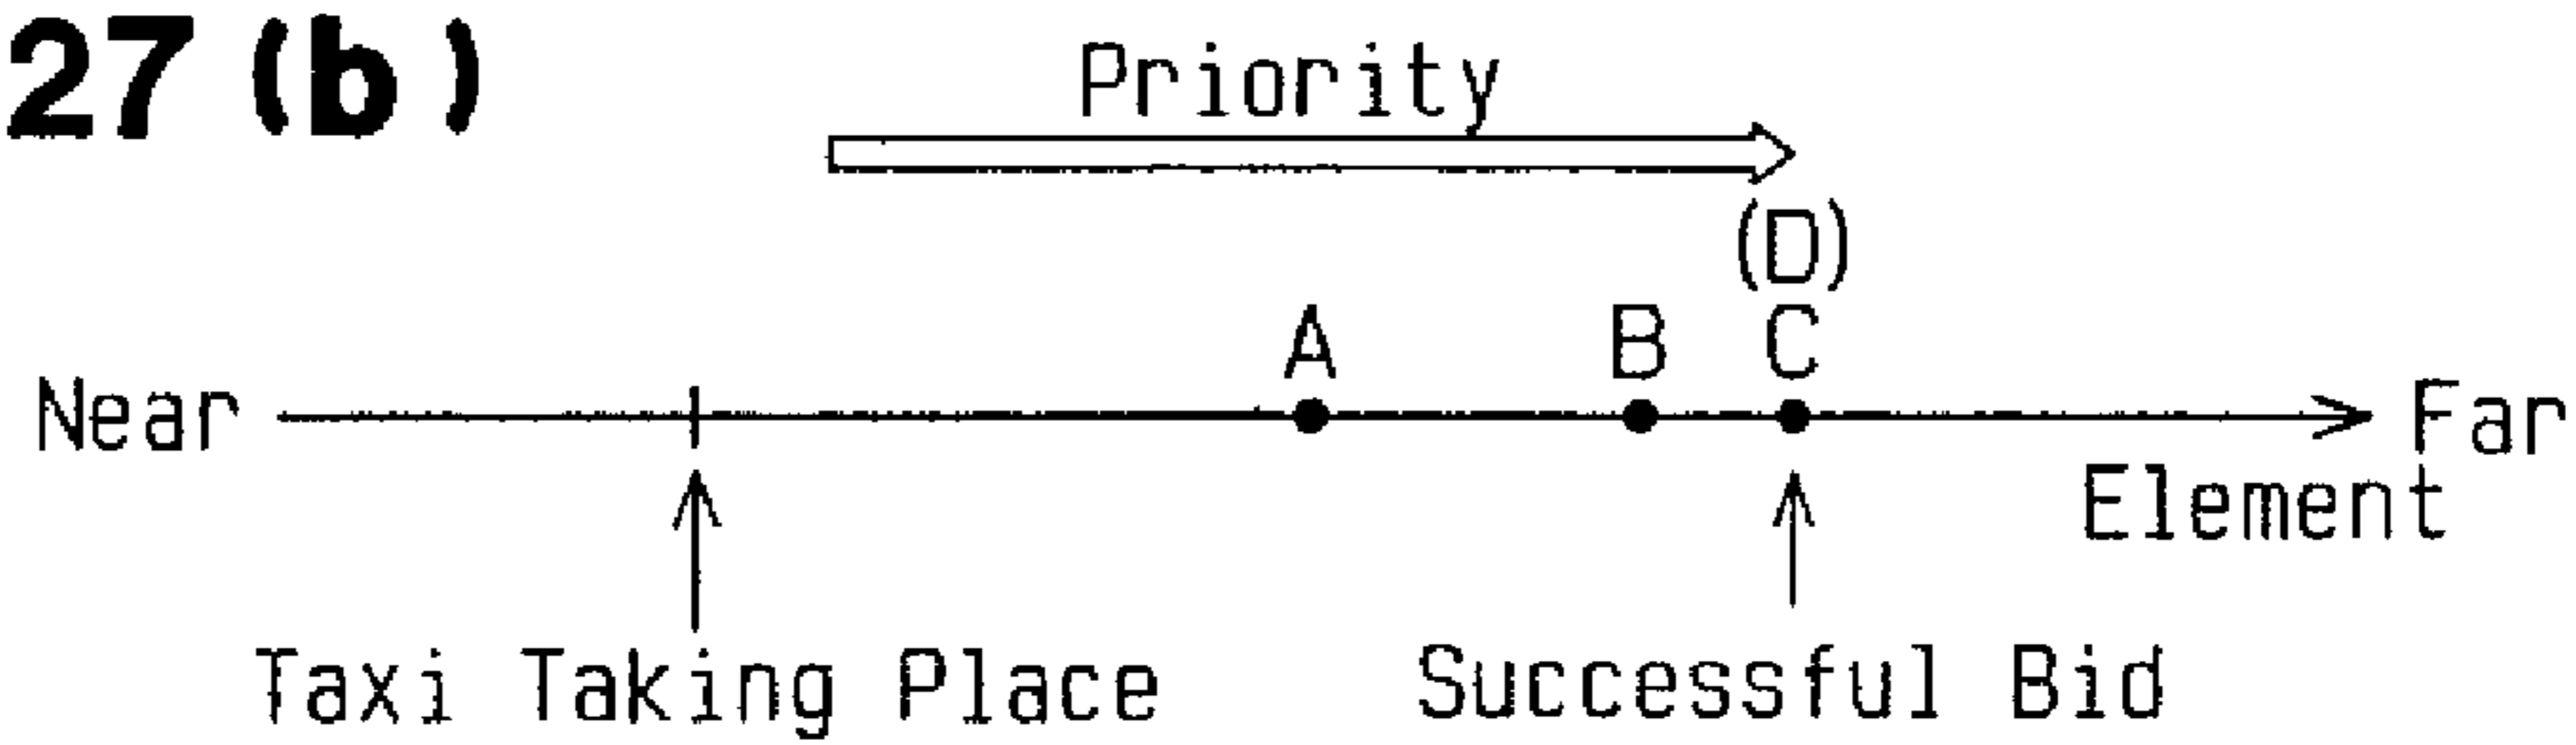 27(b)
Priority
(D)
A B C
Near Far
Element
Taxi Taking Place Successful Bid